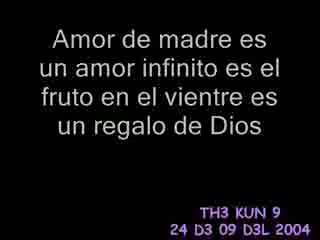 Amor de madre es
un amor infinito es el
fruto en el vientre es
un regalo de Dios
TH3 KUN 9
24 D3 09 D3L 2004